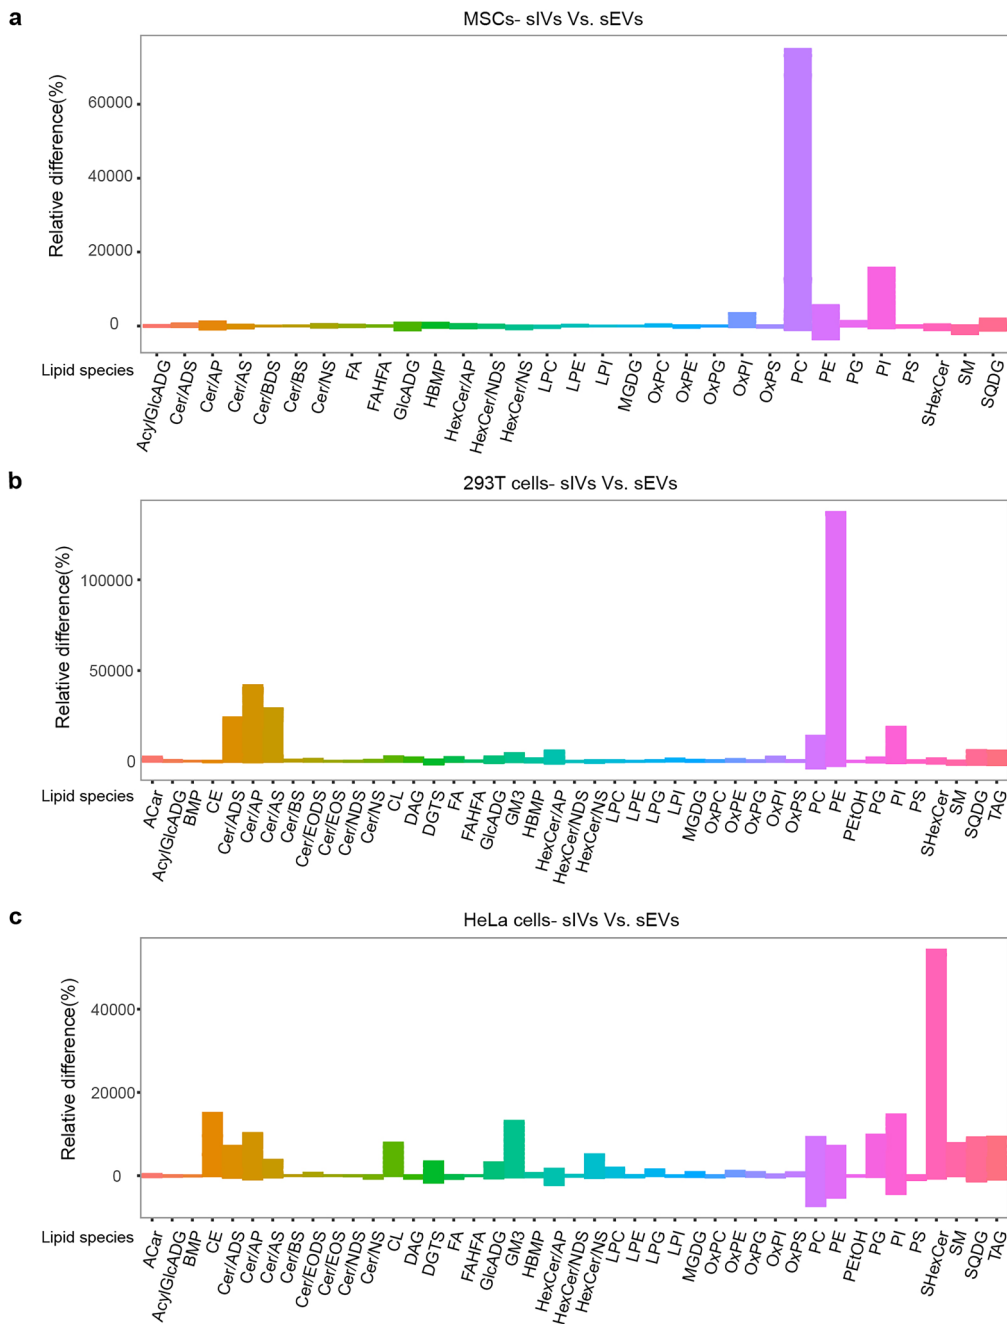 a
MSCs- sIVs Vs. sEVs
Relative difference(%)
60000
40000
20000
0
Lipid species
AcylGlcADG
Cer/ADS
Cer/AP
Cer/AS
Cer/BDS
Cer/BS
Cer/NS
FA
FAHFA
GlcADG
HBMP
HexCer/AP
HexCer/NDS
HexCer/NS
LPC
LPE
LPI
MGDG
OxPC
OxPE
OxPG
OxPI
OxPS
PC
PE
PG
PI
PS
SHexCer
SM
SQDG
b
293T cells- sIVs Vs. sEVs
Relative difference(%)
100000
50000
0
Lipid species
ACar
AcylGlcADG
BMP
CE
Cer/ADS
Cer/AP
Cer/AS
Cer/BS
Cer/EODS
Cer/EOS
Cer/NDS
Cer/NS
CL
DAG
DGTS
FA
FAHFA
GlcADG
GM3
HBMP
HexCer/AP
HexCer/NDS
HexCer/NS
LPC
LPE
LPG
LPI
MGDG
OxPC
OxPE
OxPG
OxPI
OxPS
PC
PE
PEtOH
PG
PI
PS
SHexCer
SM
SQDG
TAG
c
HeLa cells- sIVs Vs. sEVs
Relative difference(%)
40000
20000
0
Lipid species
ACar
AcylGlcADG
BMP
CE
Cer/ADS
Cer/AP
Cer/AS
Cer/BS
Cer/EODS
Cer/EOS
Cer/NDS
Cer/NS
CL
DAG
DGTS
FA
FAHFA
GlcADG
GM3
HBMP
HexCer/AP
HexCer/NDS
HexCer/NS
LPC
LPE
LPG
LPI
MGDG
OxPC
OxPE
OxPG
OxPI
OxPS
PC
PE
PEtOH
PG
PI
PS
SHexCer
SM
SQDG
TAG